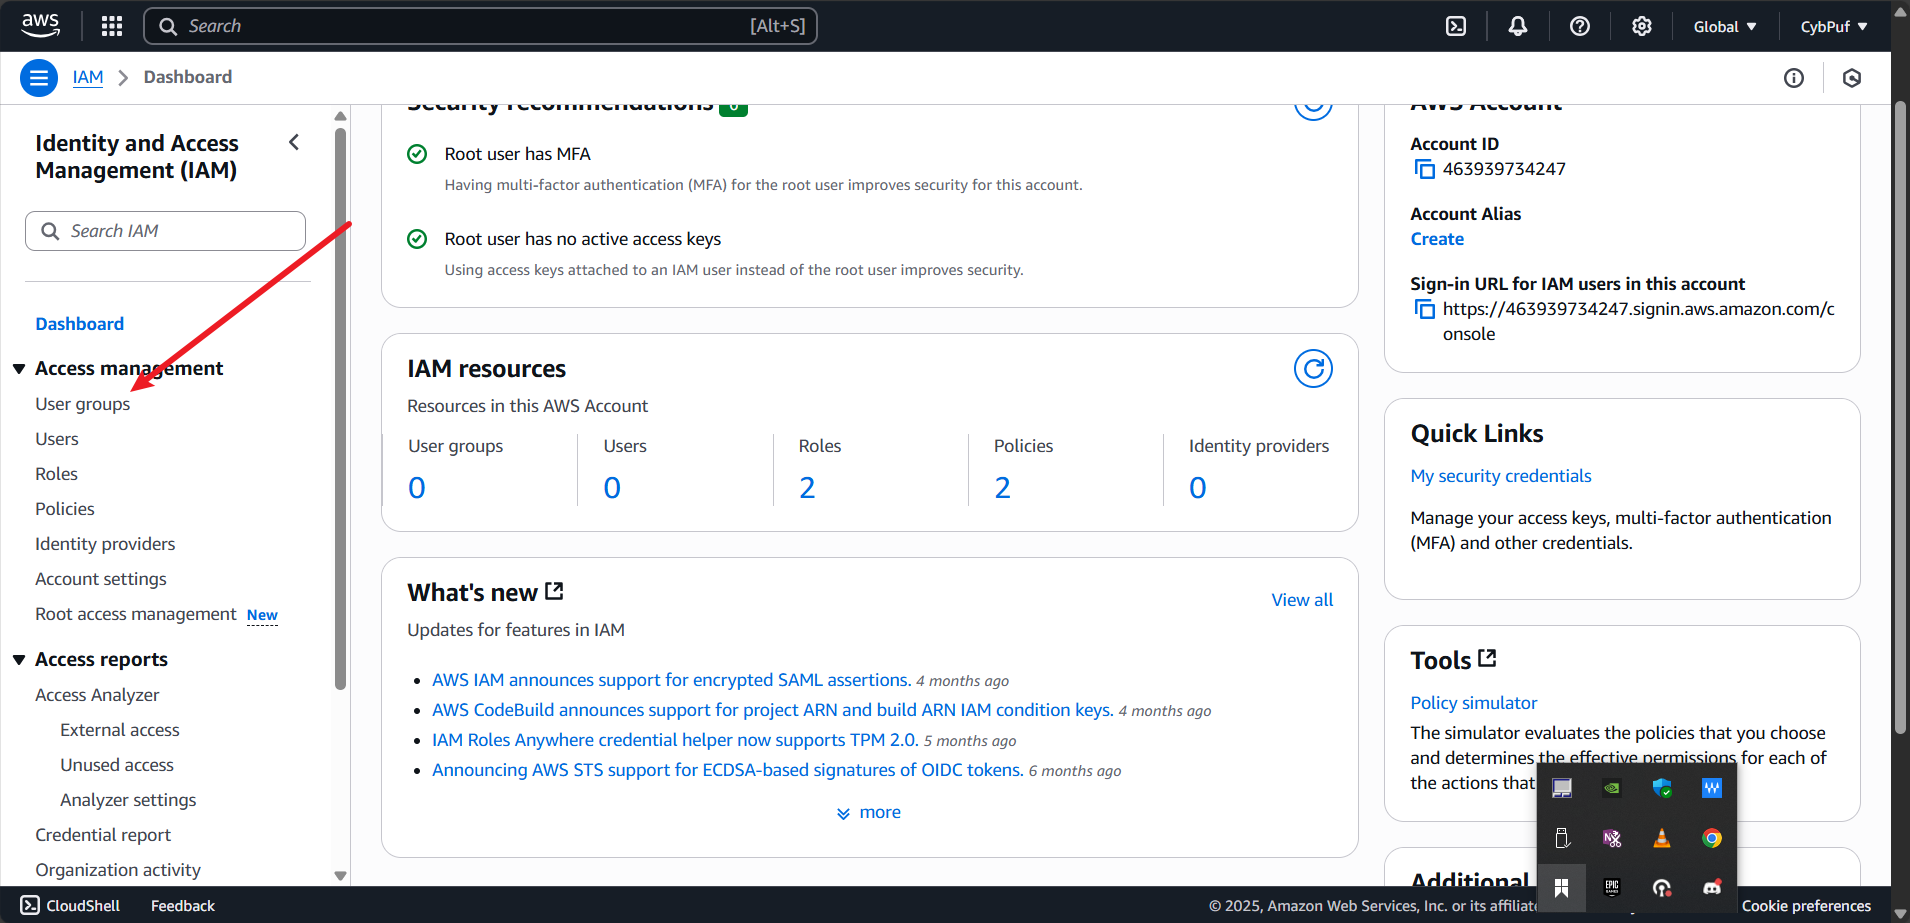 aws
Search
[Alt+S]
Global
CybPuf
IAM
Dashboard
Identity and Access
Management (IAM)
Search IAM
Dashboard
Access management
User groups
Users
Roles
Policies
Identity providers
Account settings
Root access management New
Access reports
Access Analyzer
External access
Unused access
Analyzer settings
Credential report
Organization activity
Security recommendations 0
Root user has MFA
Having multi-factor authentication (MFA) for the root user improves security for this account.
Root user has no active access keys
Using access keys attached to an IAM user instead of the root user improves security.
IAM resources
Resources in this AWS Account
User groups
0
Users
0
Roles
2
Policies
2
Identity providers
0
What's new
View all
Updates for features in IAM
AWS IAM announces support for encrypted SAML assertions. 4 months ago
AWS CodeBuild announces support for project ARN and build ARN IAM condition keys. 4 months ago
IAM Roles Anywhere credential helper now supports TPM 2.0. 5 months ago
Announcing AWS STS support for ECDSA-based signatures of OIDC tokens. 6 months ago
more
AWS Account
Account ID
463939734247
Account Alias
Create
Sign-in URL for IAM users in this account
https://463939734247.signin.aws.amazon.com/c
onsole
Quick Links
My security credentials
Manage your access keys, multi-factor authentication
(MFA) and other credentials.
Tools
Policy simulator
The simulator evaluates the policies that you choose
and determines the effective permissions for each of
the actions that
Additional
EPIC
GAMES
CloudShell
Feedback
© 2025, Amazon Web Services, Inc. or its affiliate
Cookie preferences